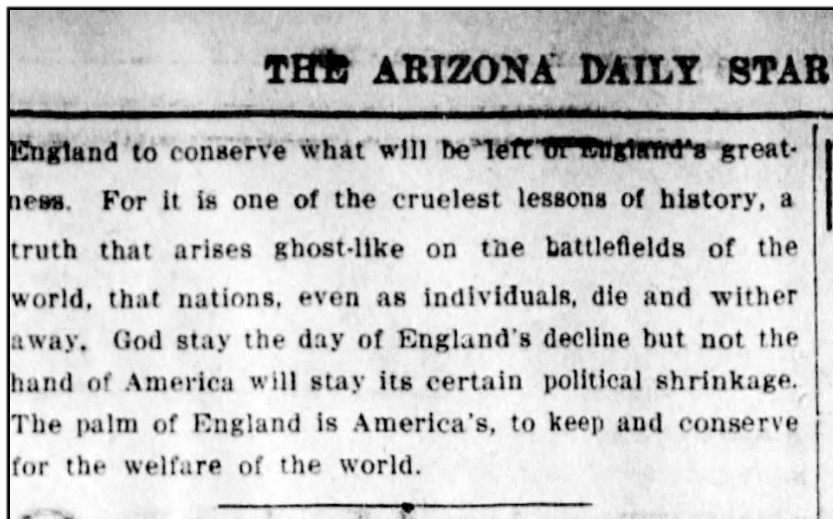 THE ARIZONA DAILY STAR
England to conserve what will be left of England's great-
ness. For it is one of the cruelest lessons of history, a
truth that arises ghost-like on the battlefields of the
world, that nations, even as individuals, die and wither
away. God stay the day of England's decline but not the
hand of America will stay its certain political shrinkage.
The palm of England is America's, to keep and conserve
for the welfare of the world.